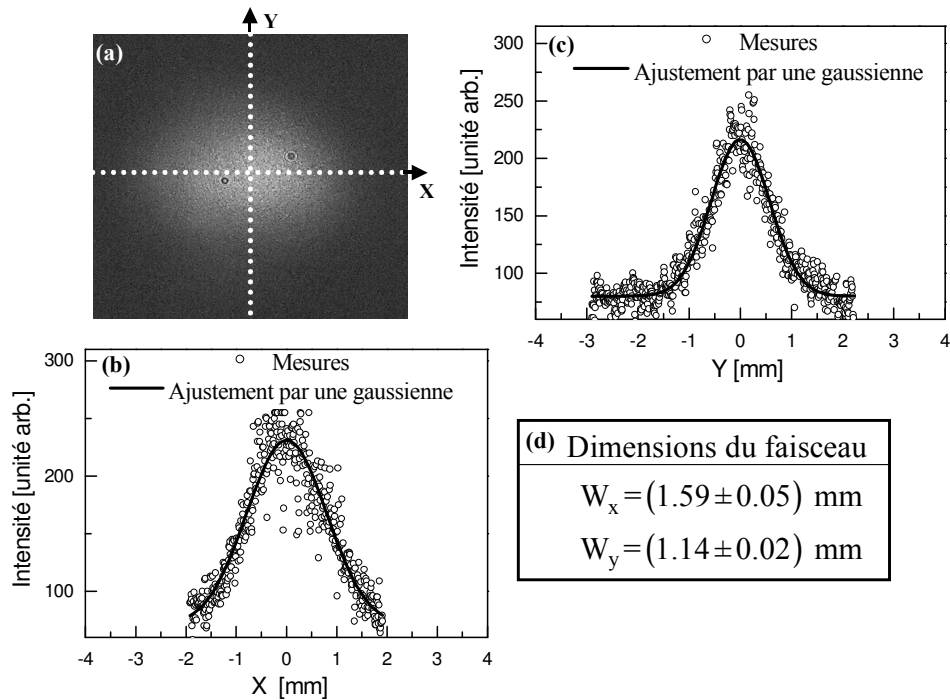 (a)
Y
X
(b)
Mesures
Ajustement par une gaussienne
300
200
100
Intensité [unité arb.]
-4 -3 -2 -1 0 1 2 3 4
X [mm]
(c)
Mesures
Ajustement par une gaussienne
300
250
200
150
100
Intensité [unité arb.]
-4 -3 -2 -1 0 1 2 3 4
Y [mm]
(d) Dimensions du faisceau
Wx = (1.59 ± 0.05) mm
Wy = (1.14 ± 0.02) mm